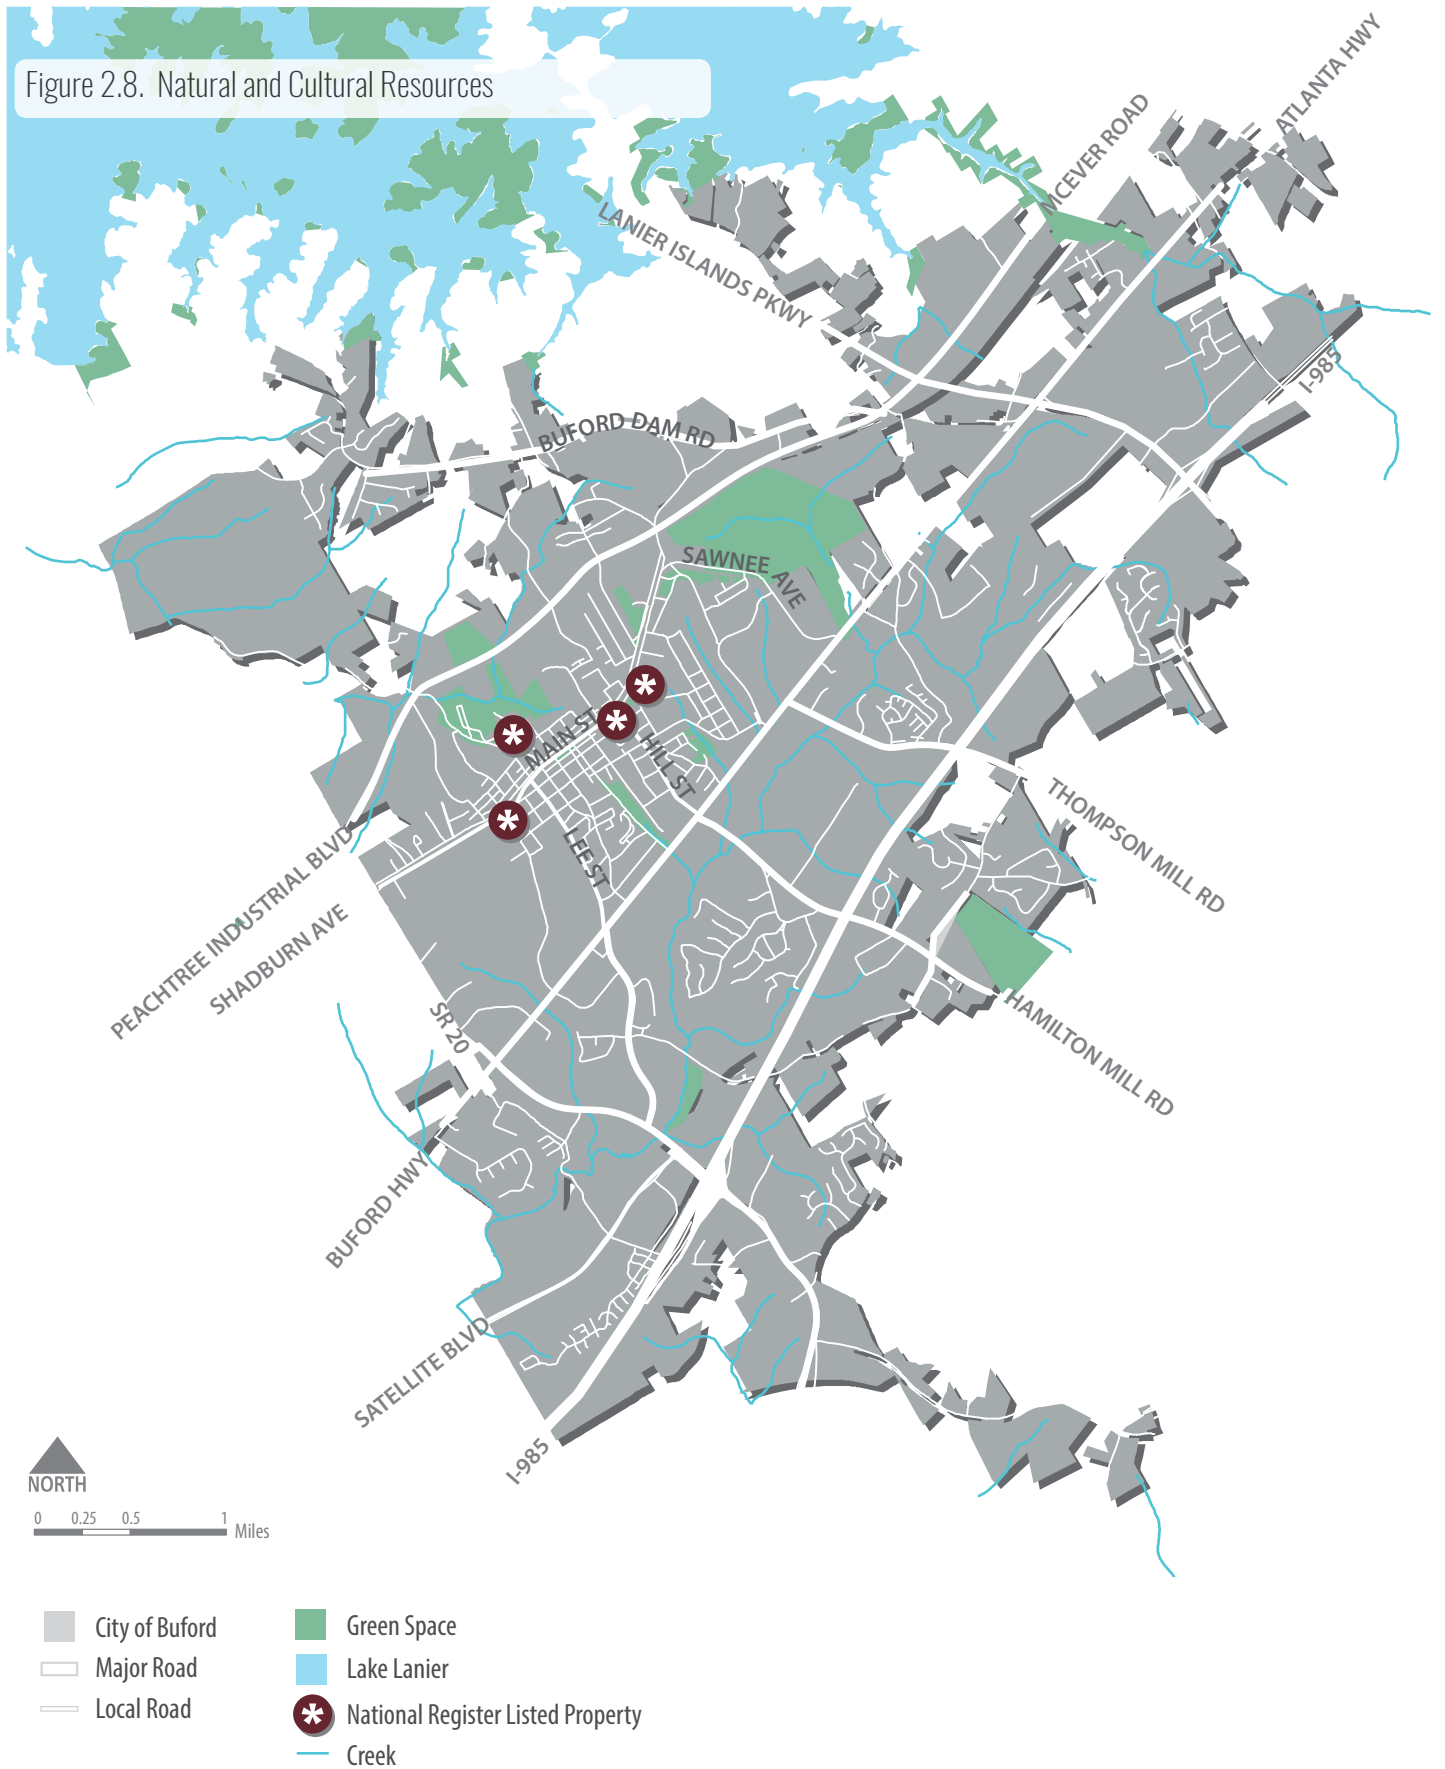 Figure 2.8. Natural and Cultural Resources
ATLANTA HWY
MCEVER ROAD
LANIER ISLANDS PKWY
I-985
BUFORD DAM RD
SAWNEE AVE
MAIN ST
HILL ST
LEE ST
THOMPSON MILL RD
PEACHTREE INDUSTRIAL BLVD
SHADBURN AVE
SR 20
HAMILTON MILL RD
BUFORD HWY
SATELLITE BLVD
I-985
NORTH
0 0.25 0.5 1 Miles
City of Buford
Major Road
Local Road
Green Space
Lake Lanier
National Register Listed Property
Creek